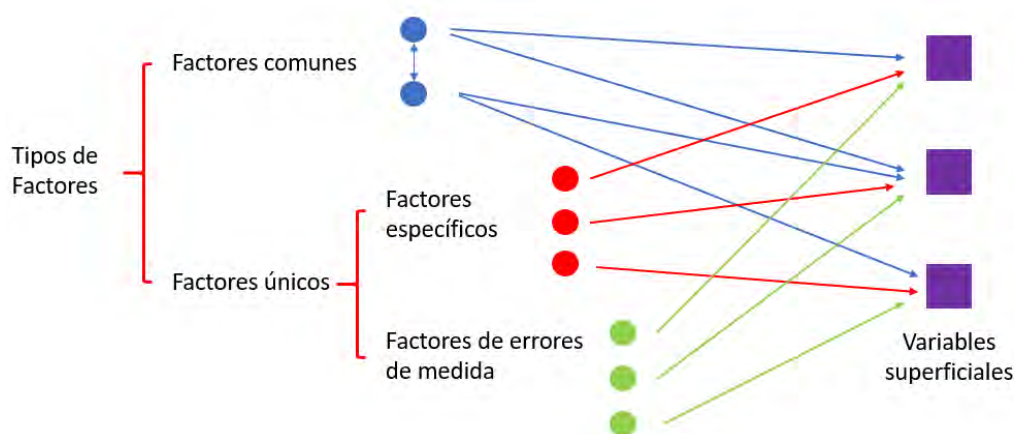 Factores comunes
Tipos de
Factores
Factores
específicos
Factores únicos
Factores de errores
de medida
Variables
superficiales